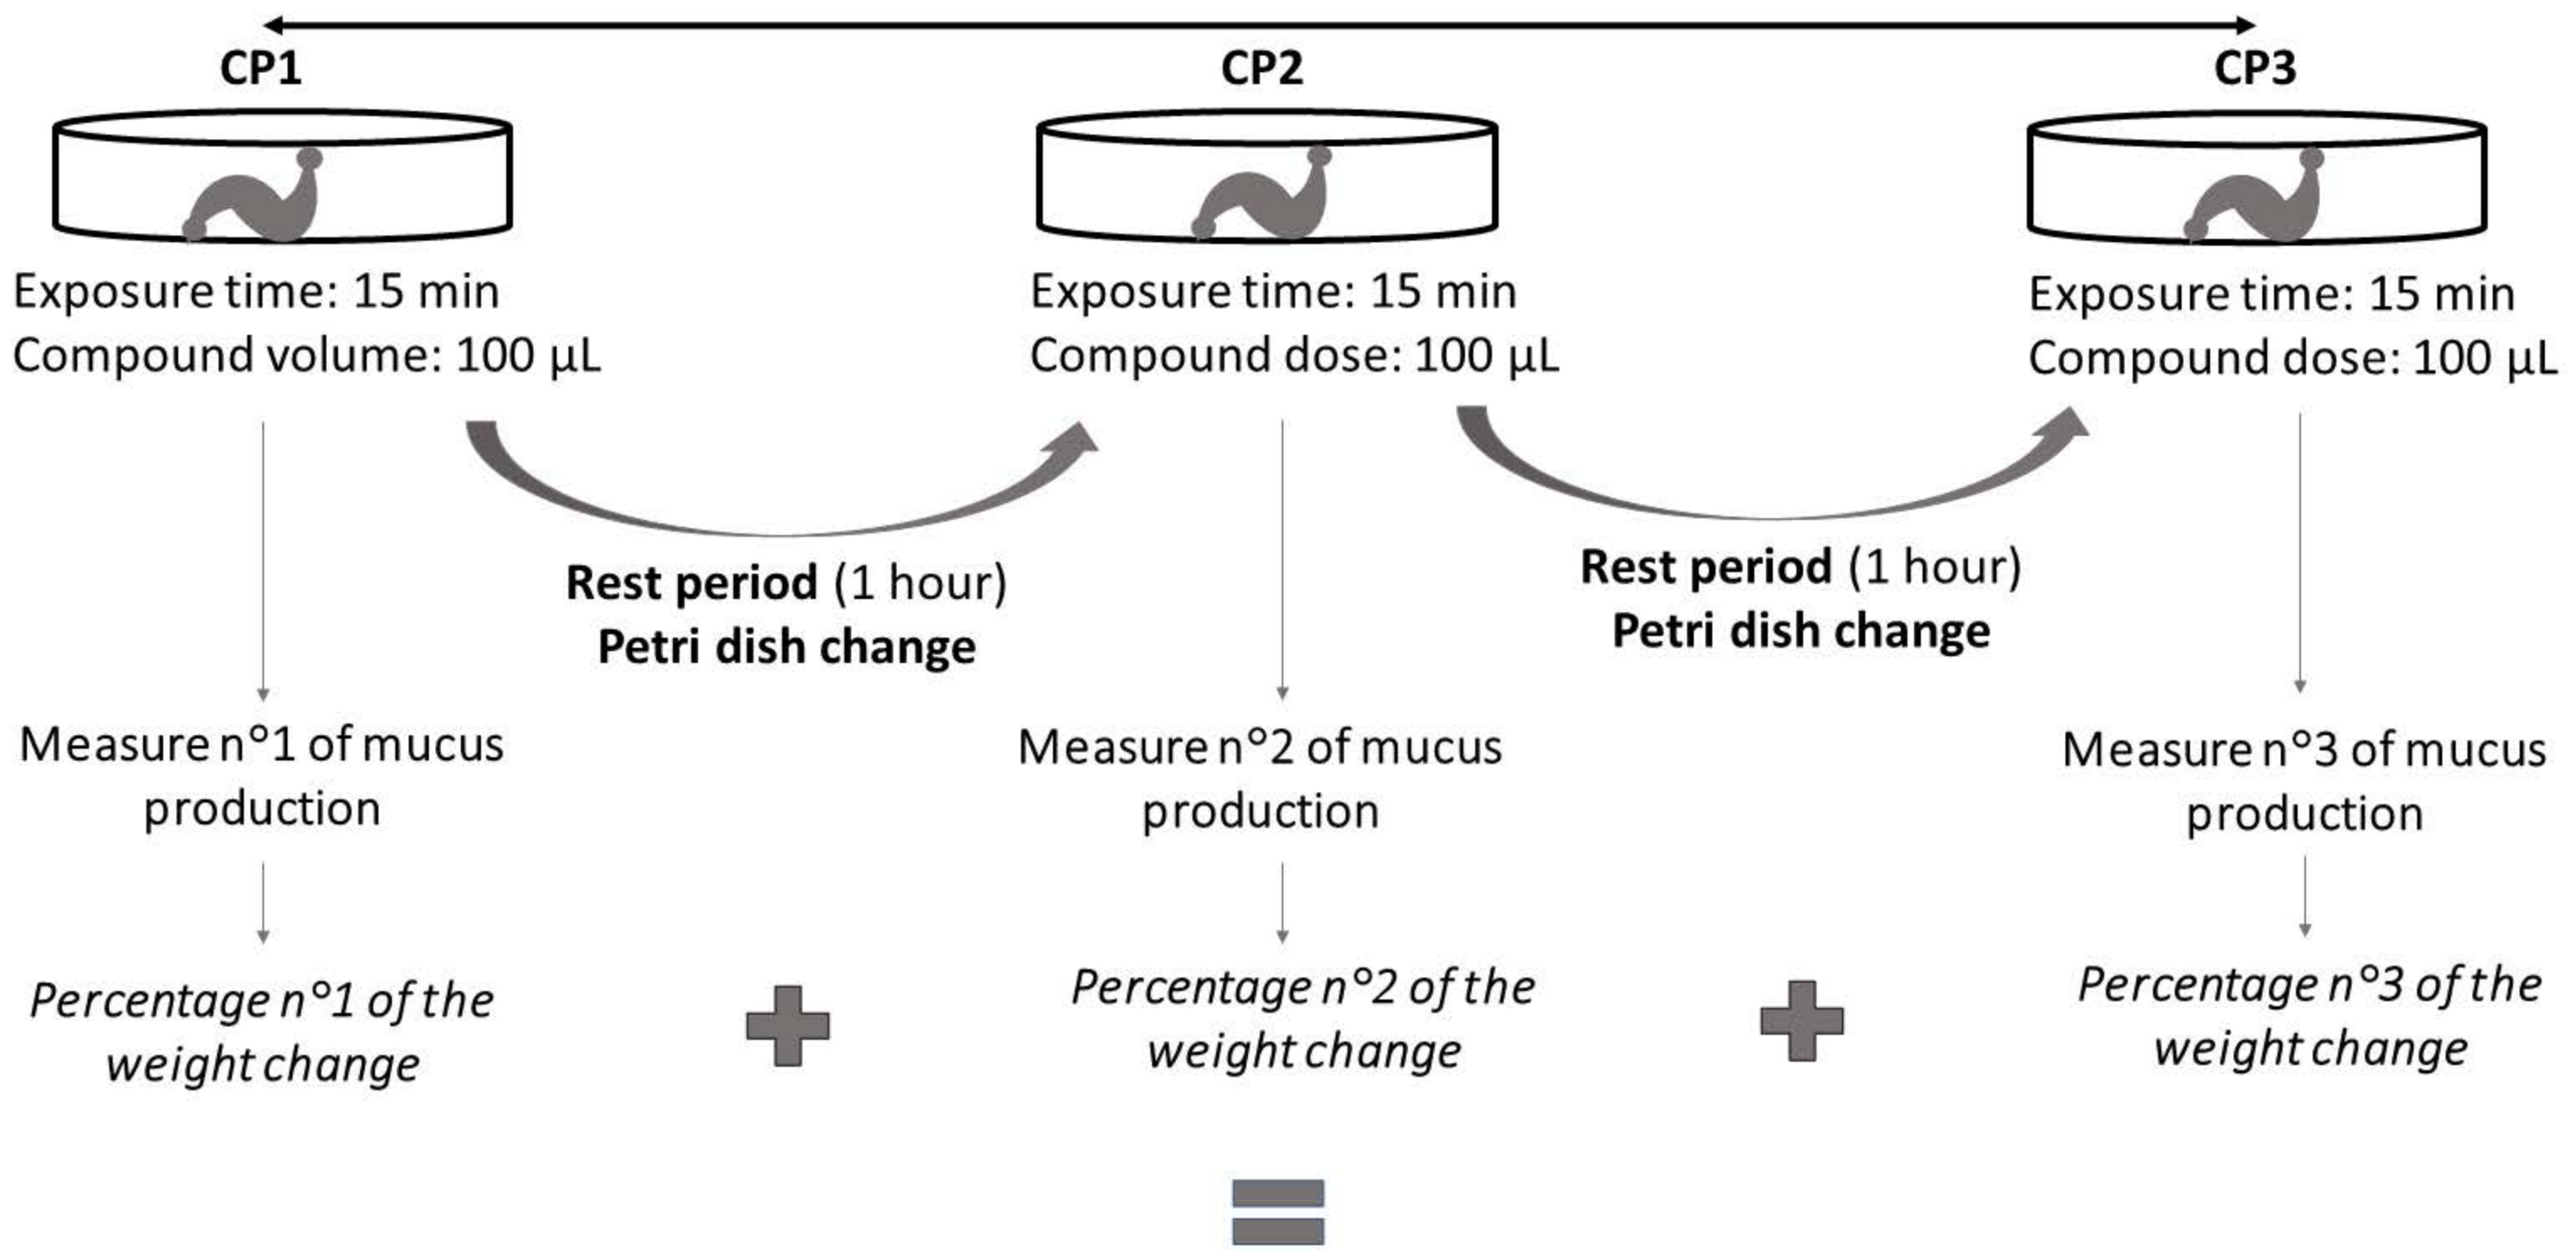 CP1
CP2
CP3
Exposure time: 15 min
Compound volume: 100 µL
Exposure time: 15 min
Compound dose: 100 µL
Exposure time: 15 min
Compound dose: 100 µL
Rest period (1 hour)
Petri dish change
Rest period (1 hour)
Petri dish change
Measure n°1 of mucus
production
Measure n°2 of mucus
production
Measure n°3 of mucus
production
Percentage n°1 of the
weight change
Percentage n°2 of the
weight change
Percentage n°3 of the
weight change